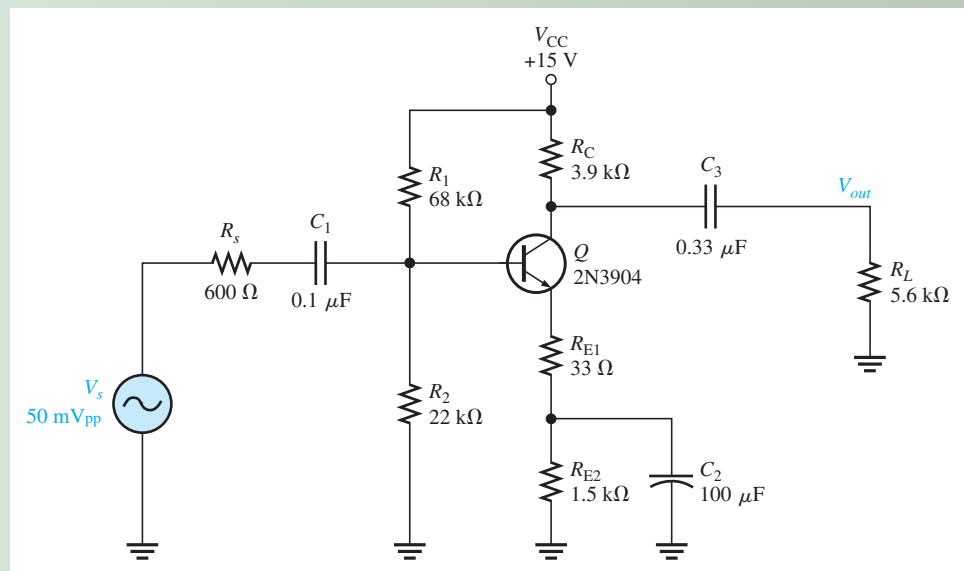 V_CC
+15 V
R_C
3.9 kΩ
C_3
V_out
R_1
68 kΩ
R_s
C_1
Q
2N3904
0.33 μF
600 Ω
0.1 μF
R_L
5.6 kΩ
R_E1
33 Ω
V_s
50 mVpp
R_2
22 kΩ
R_E2
1.5 kΩ
C_2
100 μF